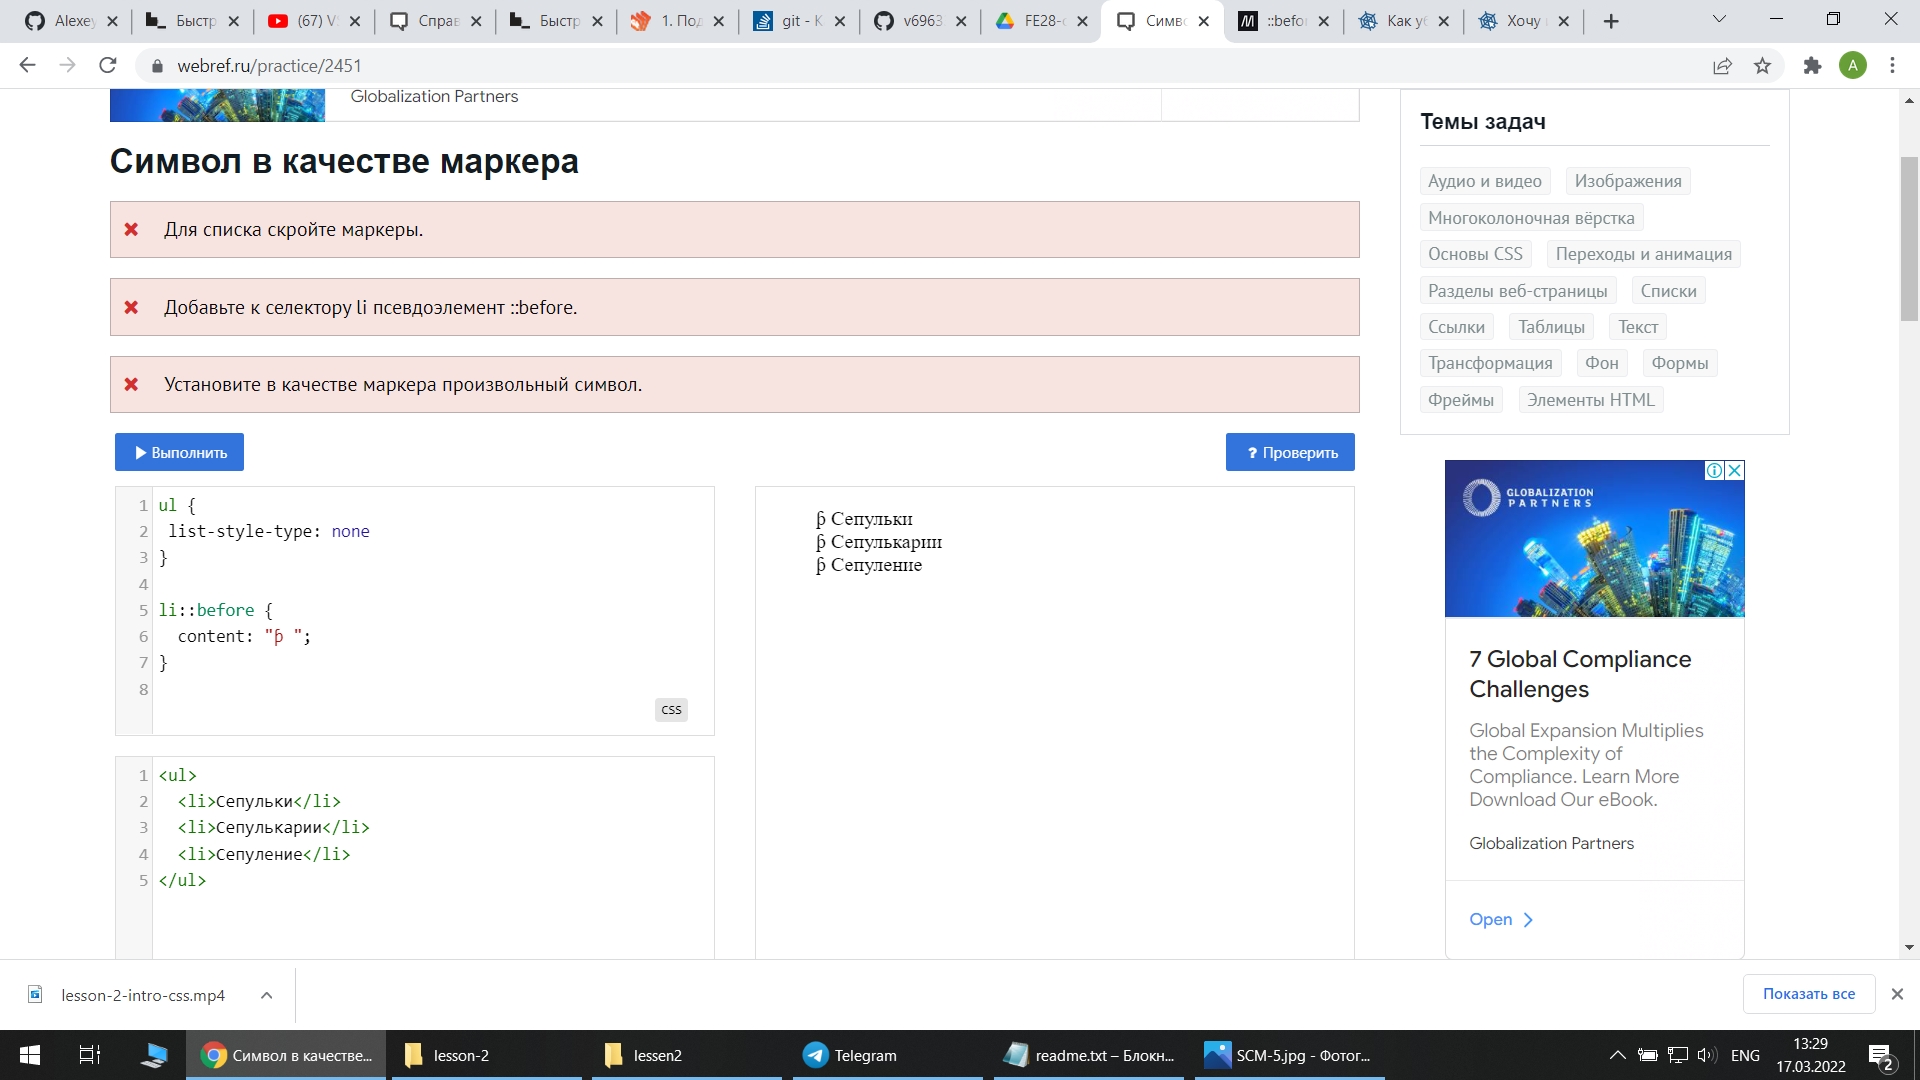 Alexey
Быстр
(67) V
Справ
Быстр
1. Под
git - К
v6963
FE28-
Симво
::befo
Как у
Хочу
webref.ru/practice/2451
A
Globalization Partners
Символ в качестве маркера
Для списка скройте маркеры.
Добавьте к селектору li псевдоэлемент ::before.
Установите в качестве маркера произвольный символ.
Выполнить
? Проверить
1 ul {
2 list-style-type: none
3 }
4
5 li::before {
6 content: "ꝧ ";
7 }
8
css
1 <ul>
2 <li>Сепульки</li>
3 <li>Сепулькарии</li>
4 <li>Сепуление</li>
5 </ul>
ꝧ Сепульки
ꝧ Сепулькарии
ꝧ Сепуление
Темы задач
Аудио и видео Изображения
Многоколоночная вёрстка
Основы CSS Переходы и анимация
Разделы веб-страницы Списки
Ссылки Таблицы Текст
Трансформация Фон Формы
Фреймы Элементы HTML
GLOBALIZATION
PARTNERS
7 Global Compliance
Challenges
Global Expansion Multiplies
the Complexity of
Compliance. Learn More
Download Our eBook.
Globalization Partners
Open
lesson-2-intro-css.mp4
Показать все
Символ в качестве...
lesson-2
lessen2
Telegram
readme.txt – Блокн...
SCM-5.jpg - Фотог...
ENG
13:29
17.03.2022
2